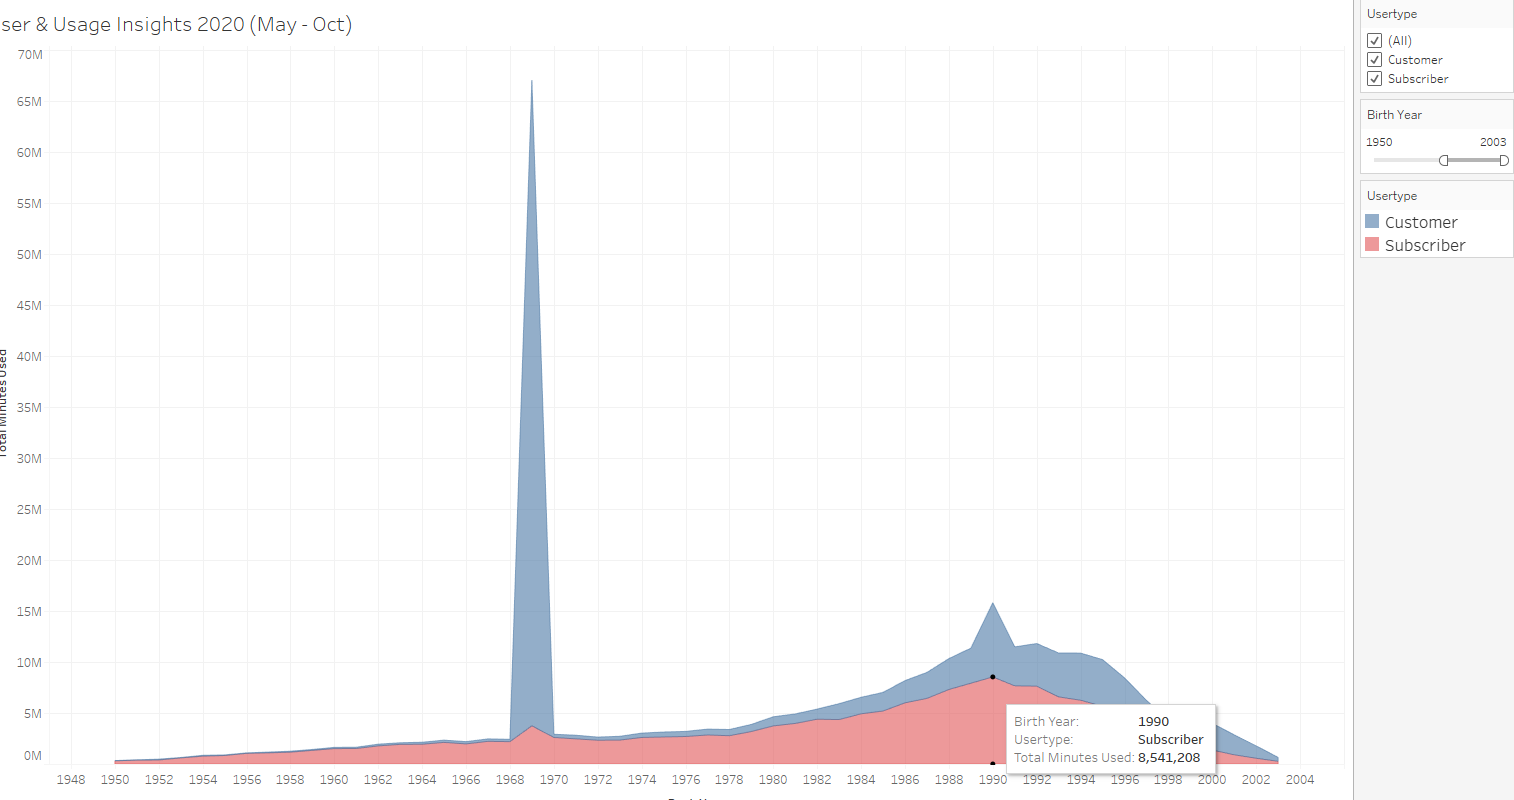 ser & Usage Insights 2020 (May - Oct)
70M
65M
60M
55M
50M
45M
40M
35M
30M
25M
20M
15M
10M
5M
0M
Total Minutes Used
1948 1950 1952 1954 1956 1958 1960 1962 1964 1966 1968 1970 1972 1974 1976 1978 1980 1982 1984 1986 1988 1990 1992 1994 1996 1998 2000 2002 2004
Birth Year: 1990
Usertype: Subscriber
Total Minutes Used: 8,541,208
Usertype
(All)
Customer
Subscriber
Birth Year
1950 2003
Usertype
Customer
Subscriber